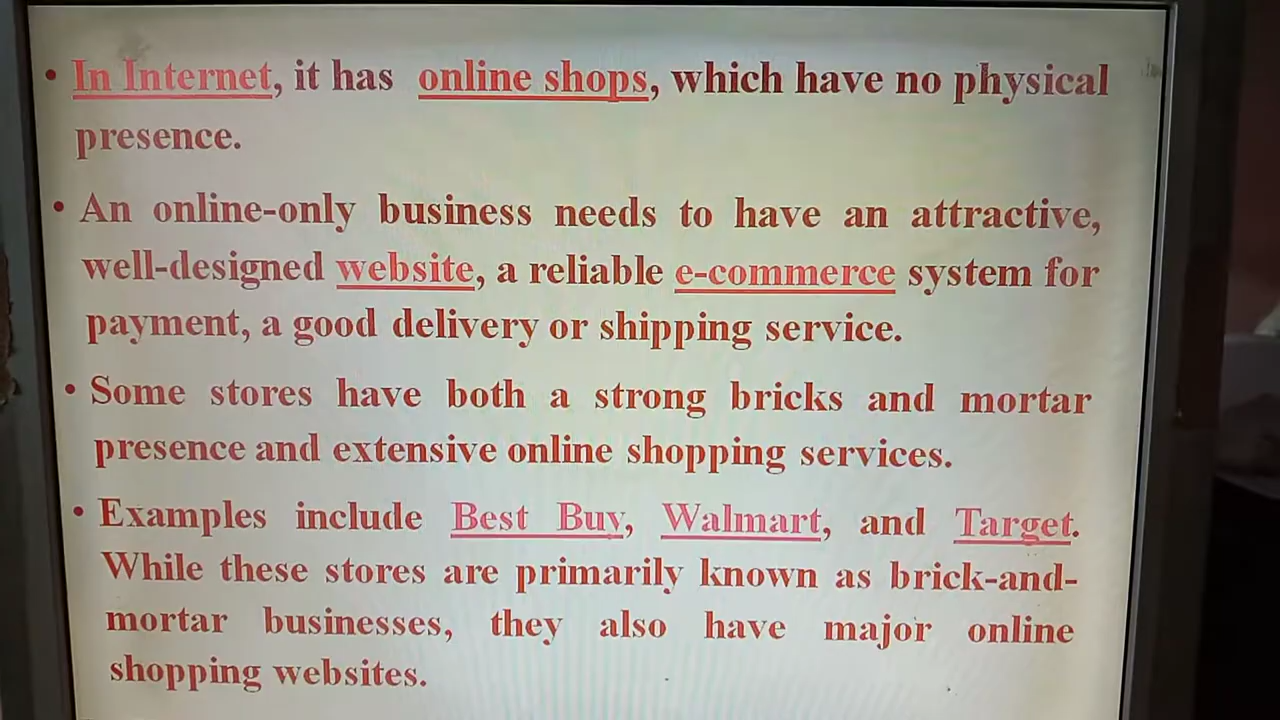 • In Internet, it has online shops, which have no physical
presence.
• An online-only business needs to have an attractive,
well-designed website, a reliable e-commerce system for
payment, a good delivery or shipping service.
• Some stores have both a strong bricks and mortar
presence and extensive online shopping services.
• Examples include Best Buy, Walmart, and Target.
While these stores are primarily known as brick-and-
mortar businesses, they also have major online
shopping websites.